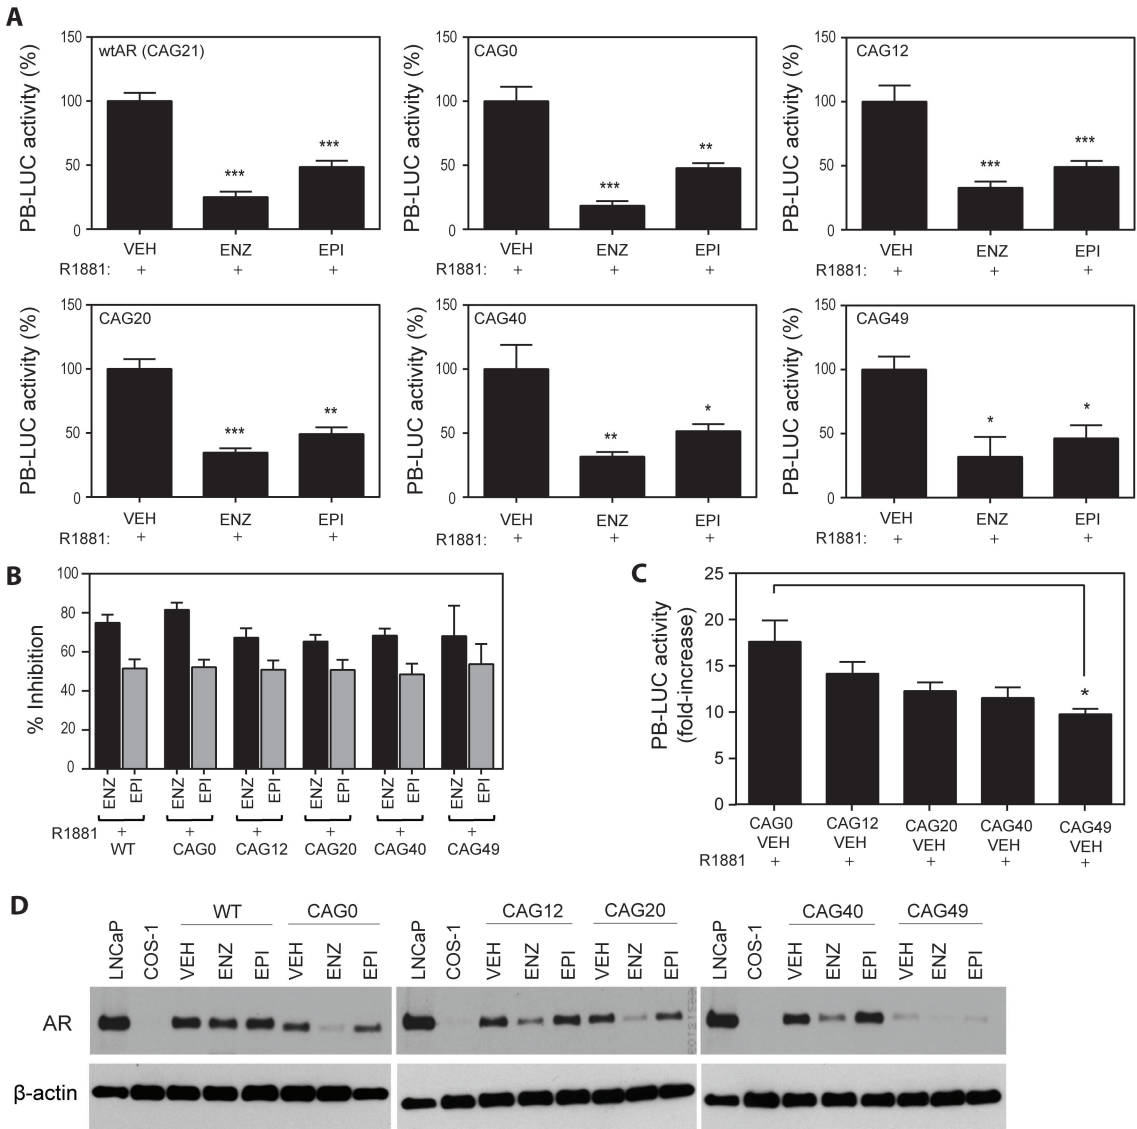 A
PB-LUC activity (%)
150
100
50
0
wtAR (CAG21)
***
***
VEH
ENZ
EPI
R1881:
+
+
+
PB-LUC activity (%)
150
100
50
0
CAG0
***
**
VEH
ENZ
EPI
R1881:
+
+
+
PB-LUC activity (%)
150
100
50
0
CAG12
***
***
VEH
ENZ
EPI
R1881:
+
+
+
PB-LUC activity (%)
150
100
50
0
CAG20
***
**
VEH
ENZ
EPI
R1881:
+
+
+
PB-LUC activity (%)
150
100
50
0
CAG40
**
*
VEH
ENZ
EPI
R1881:
+
+
+
PB-LUC activity (%)
150
100
50
0
CAG49
*
*
VEH
ENZ
EPI
R1881:
+
+
+
B
% Inhibition
100
80
60
40
20
0
ENZ
EPI
ENZ
EPI
ENZ
EPI
ENZ
EPI
ENZ
EPI
ENZ
EPI
R1881
+
+
+
+
+
+
WT
CAG0
CAG12
CAG20
CAG40
CAG49
C
PB-LUC activity
(fold-increase)
25
20
15
10
5
0
*
CAG0
VEH
CAG12
VEH
CAG20
VEH
CAG40
VEH
CAG49
VEH
R1881
+
+
+
+
+
D
WT
CAG0
CAG12
CAG20
CAG40
CAG49
LNCaP
COS-1
VEH
ENZ
EPI
VEH
ENZ
EPI
LNCaP
COS-1
VEH
ENZ
EPI
VEH
ENZ
EPI
LNCaP
COS-1
VEH
ENZ
EPI
VEH
ENZ
EPI
AR
β-actin